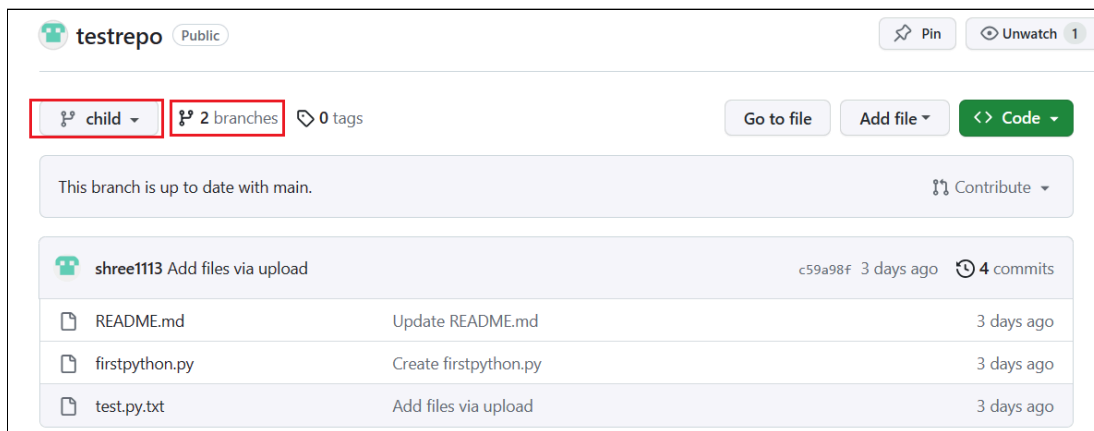 testrepo Public Pin Unwatch 1
child 2 branches 0 tags Go to file Add file <> Code
This branch is up to date with main. Contribute
shree1113 Add files via upload c59a98f 3 days ago 4 commits
README.md Update README.md 3 days ago
firstpython.py Create firstpython.py 3 days ago
test.py.txt Add files via upload 3 days ago